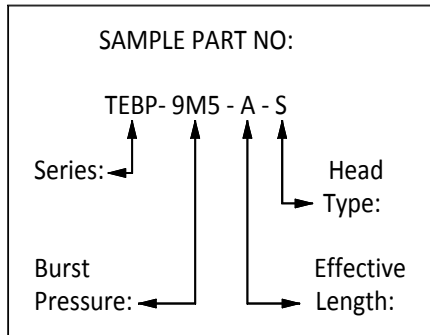 SAMPLE PART NO:
TEBP- 9M5 - A - S
Series:
Head
Type:
Burst
Pressure:
Effective
Length: